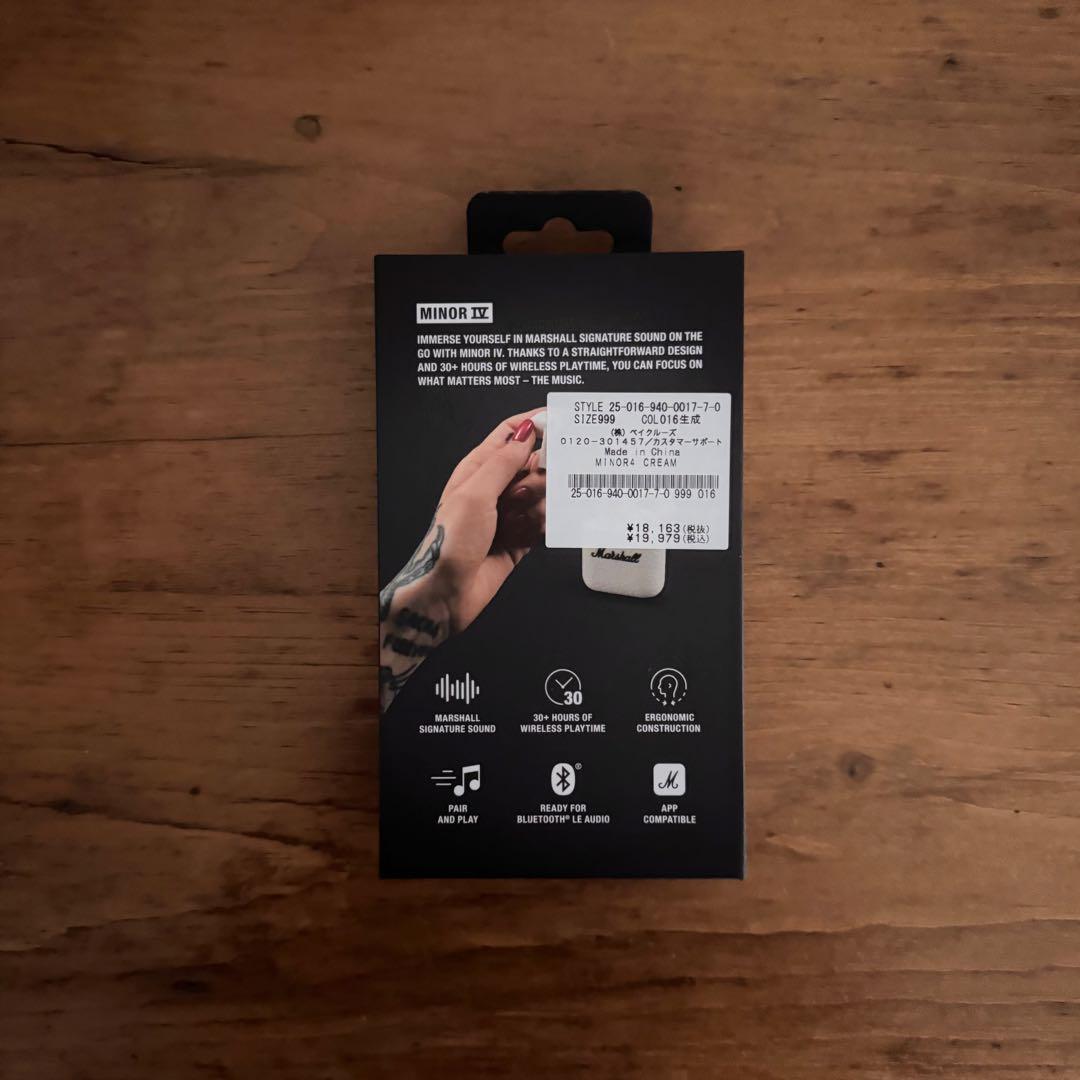 MINOR IV
IMMERSE YOURSELF IN MARSHALL SIGNATURE SOUND ON THE
GO WITH MINOR IV. THANKS TO A STRAIGHTFORWARD DESIGN
AND 30+ HOURS OF WIRELESS PLAYTIME, YOU CAN FOCUS ON
WHAT MATTERS MOST – THE MUSIC.
STYLE 25-016-940-0017-7-0
SIZE999 COL016生成
(株) ベイクルーズ
0120-301457/カスタマーサポート
Made in China
MINOR4 CREAM
25-016-940-0017-7-0 999 016
¥18,163(税抜)
¥19,979(税込)
Marshall
30
MARSHALL
SIGNATURE SOUND
30+ HOURS OF
WIRELESS PLAYTIME
ERGONOMIC
CONSTRUCTION
PAIR
AND PLAY
READY FOR
BLUETOOTH® LE AUDIO
M
APP
COMPATIBLE